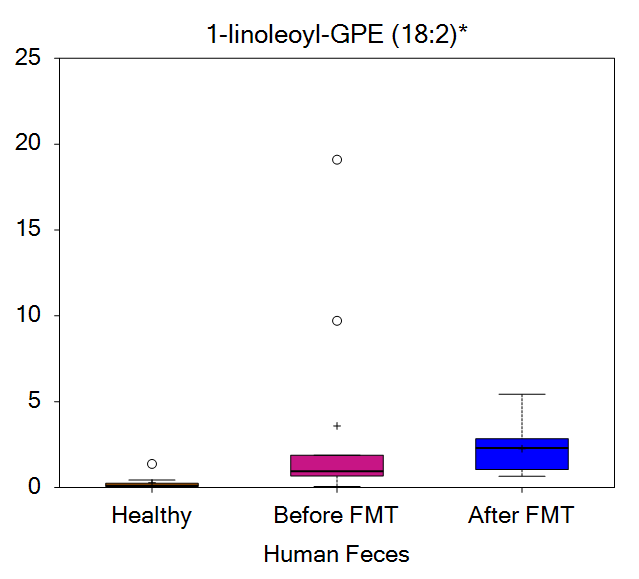 1-linoleoyl-GPE (18:2)*
25
20
15
10
5
0
Healthy Before FMT After FMT
Human Feces